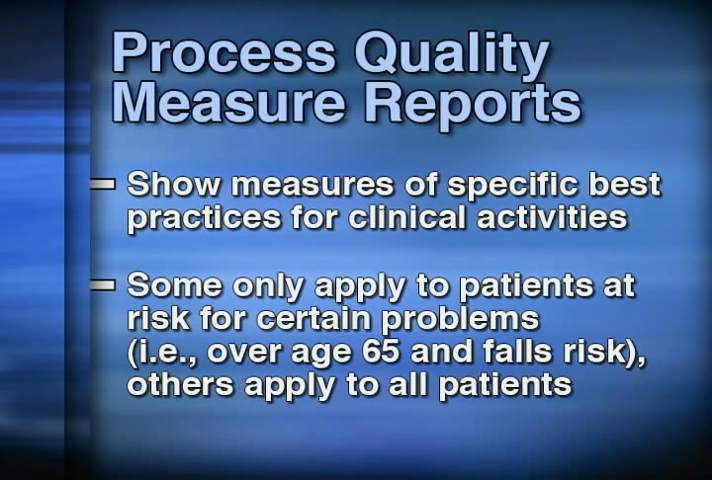 Process Quality
Measure Reports
Show measures of specific best
practices for clinical activities
Some only apply to patients at
risk for certain problems
(i.e., over age 65 and falls risk),
others apply to all patients